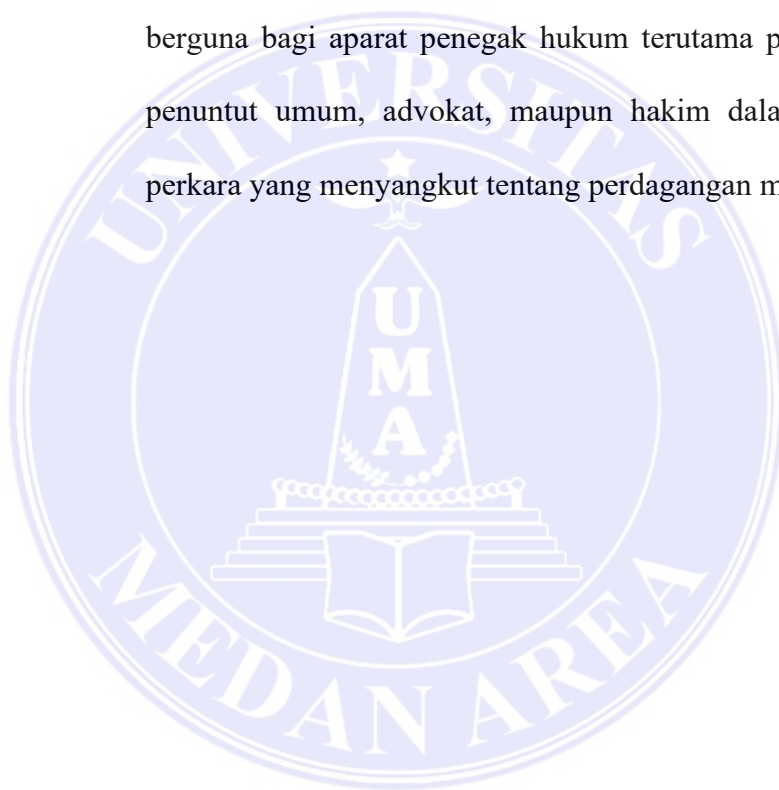 berguna bagi aparat penegak hukum terutama p
penuntut umum, advokat, maupun hakim dala
perkara yang menyangkut tentang perdagangan m
UNIVERSITAS
U
M
A
MEDAN AREA